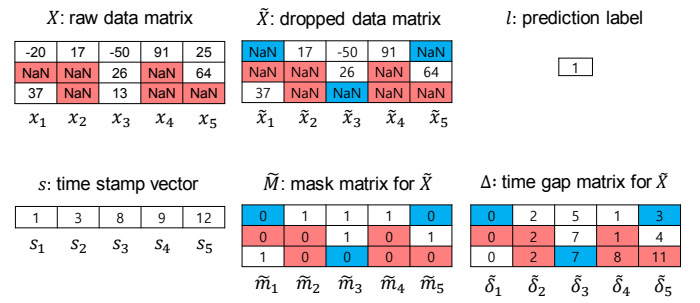 X: raw data matrix
X̃: dropped data matrix
l: prediction label
-20 17 -50 91 25
NaN NaN 26 NaN 64
37 NaN 13 NaN NaN
x₁ x₂ x₃ x₄ x₅
NaN 17 -50 91 NaN
NaN NaN 26 NaN 64
37 NaN NaN NaN NaN
x̃₁ x̃₂ x̃₃ x̃₄ x̃₅
1
s: time stamp vector
M̃: mask matrix for X̃
Δ: time gap matrix for X̃
1 3 8 9 12
s₁ s₂ s₃ s₄ s₅
0 1 1 1 0
0 0 1 0 1
1 0 0 0 0
m̃₁ m̃₂ m̃₃ m̃₄ m̃₅
0 2 5 1 3
0 2 7 1 4
0 2 7 8 11
δ̃₁ δ̃₂ δ̃₃ δ̃₄ δ̃₅